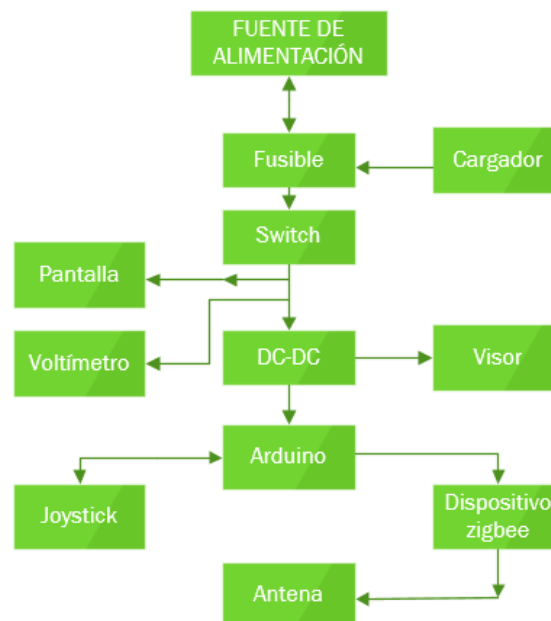 FUENTE DE
ALIMENTACIÓN
Fusible
Cargador
Switch
Pantalla
Voltímetro
DC-DC
Visor
Arduino
Joystick
Dispositivo
zigbee
Antena